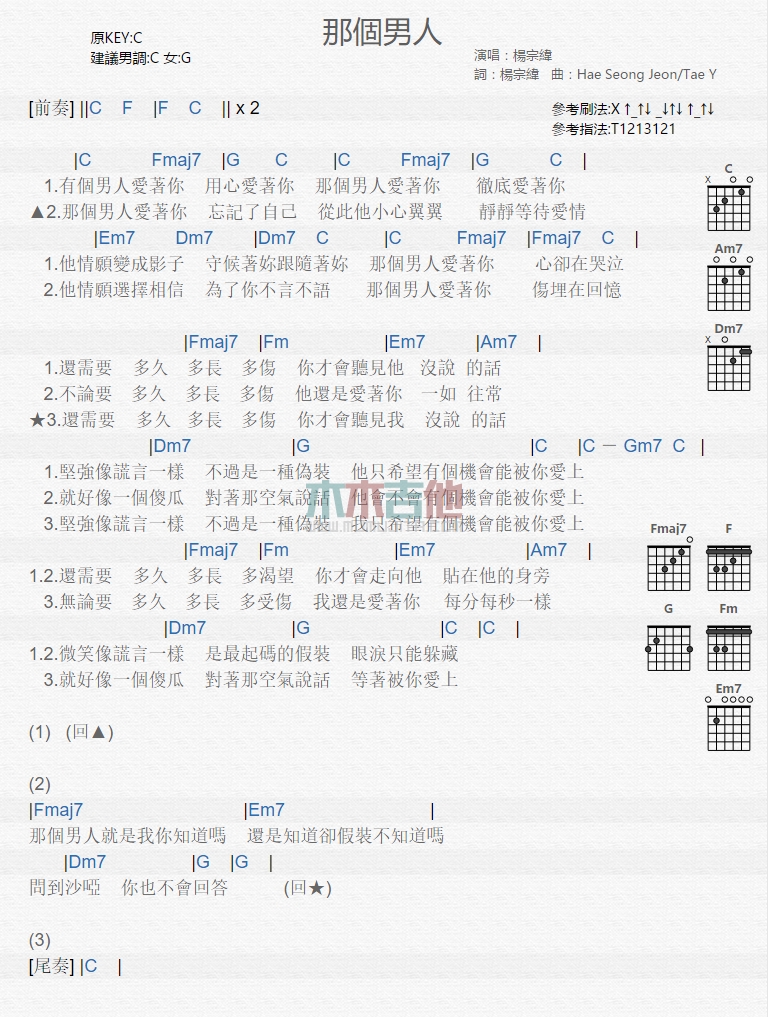 那個男人
原KEY:C
建議男調:C 女:G
演唱：楊宗緯
詞：楊宗緯 曲：Hae Seong Jeon/Tae Y
[前奏] ||C F |F C || x 2
參考刷法:X ↑_↑↓ _↓↑↓ ↑_↑↓
參考指法:T1213121
|C Fmaj7 |G C |C Fmaj7 |G C |
1.有個男人愛著你 用心愛著你 那個男人愛著你 徹底愛著你
▲2.那個男人愛著你 忘記了自己 從此他小心翼翼 靜靜等待愛情
|Em7 Dm7 |Dm7 C |C Fmaj7 |Fmaj7 C |
1.他情願變成影子 守候著妳跟隨著妳 那個男人愛著你 心卻在哭泣
2.他情願選擇相信 為了你不言不語 那個男人愛著你 傷埋在回憶
|Fmaj7 |Fm |Em7 |Am7 |
1.還需要 多久 多長 多傷 你才會聽見他 沒說 的話
2.不論要 多久 多長 多傷 他還是愛著你 一如 往常
★3.還需要 多久 多長 多傷 你才會聽見我 沒說 的話
|Dm7 |G |C |C － Gm7 C |
1.堅強像謊言一樣 不過是一種偽裝 他只希望有個機會能被你愛上
2.就好像一個傻瓜 對著那空氣說話 他會不會有個機會能被你愛上
3.堅強像謊言一樣 不過是一種偽裝 我只希望有個機會能被你愛上
|Fmaj7 |Fm |Em7 |Am7 |
1.2.還需要 多久 多長 多渴望 你才會走向他 貼在他的身旁
3.無論要 多久 多長 多受傷 我還是愛著你 每分每秒一樣
|Dm7 |G |C |C |
1.2.微笑像謊言一樣 是最起碼的假裝 眼淚只能躲藏
3.就好像一個傻瓜 對著那空氣說話 等著被你愛上
(1) (回▲)
(2)
|Fmaj7 |Em7 |
那個男人就是我你知道嗎 還是知道卻假裝不知道嗎
|Dm7 |G |G |
問到沙啞 你也不會回答 (回★)
(3)
[尾奏] |C |
C
X
Am7
Dm7
X
Fmaj7 F
G Fm
Em7
木木吉他